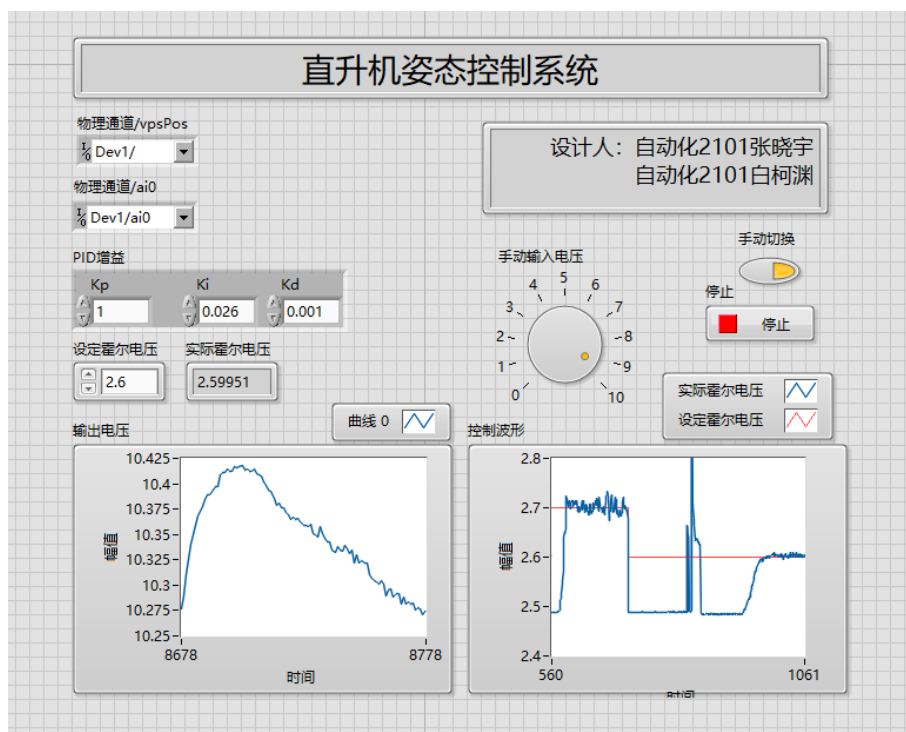 直升机姿态控制系统
物理通道/vpsPos
Dev1/
设计人：自动化2101张晓宇
自动化2101白柯渊
物理通道/ai0
Dev1/ai0
PID增益
Kp Ki Kd
1 0.026 0.001
手动输入电压
0 1 2 3 4 5 6 7 8 9 10
手动切换
停止
停止
设定霍尔电压 实际霍尔电压
2.6 2.59951
输出电压
曲线 0
10.425
10.4
10.375
10.35
10.325
10.3
10.275
10.25
幅值
8678 8778
时间
控制波形
实际霍尔电压
设定霍尔电压
2.8
2.7
2.6
2.5
2.4
幅值
560 1061
时间